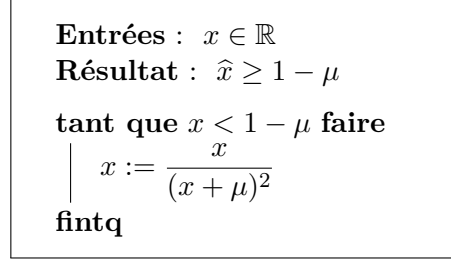 Entrées : x ∈ ℝ
Résultat : x̂ ≥ 1 − μ
tant que x < 1 − μ faire
x := x / (x + μ)²
fintq